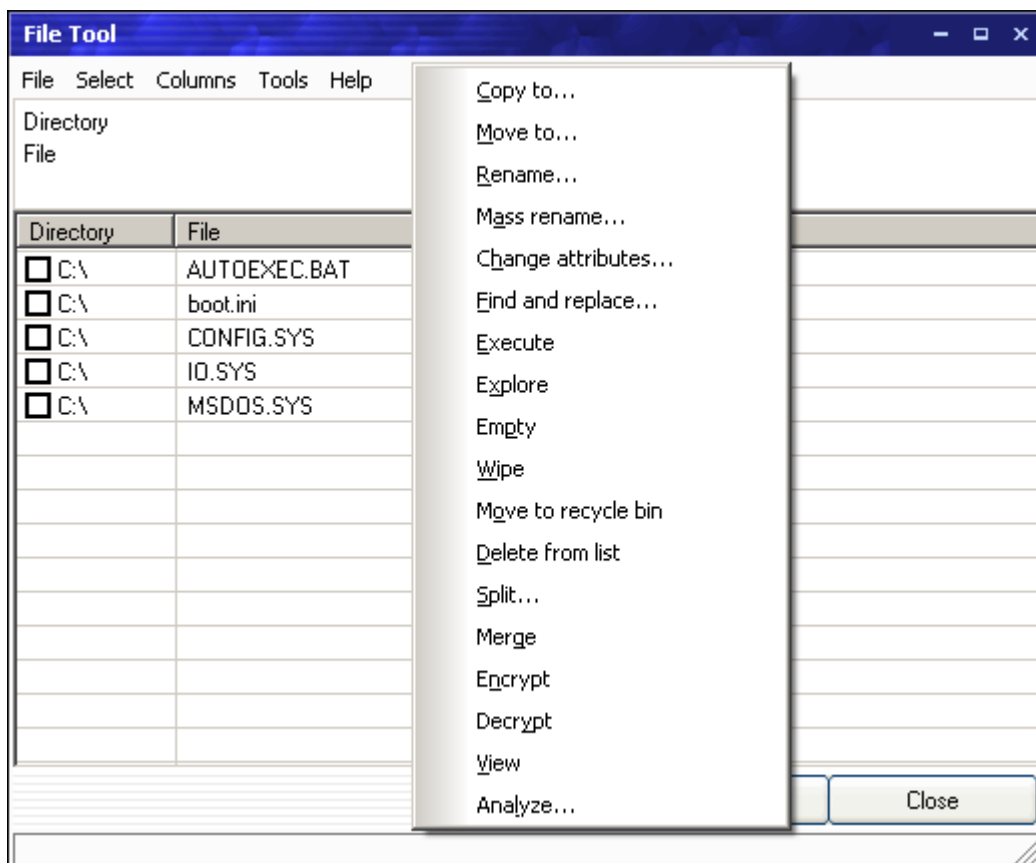 File Tool
File Select Columns Tools Help
Directory
File
Directory File
C:\ AUTOEXEC.BAT
C:\ boot.ini
C:\ CONFIG.SYS
C:\ IO.SYS
C:\ MSDOS.SYS
Copy to...
Move to...
Rename...
Mass rename...
Change attributes...
Find and replace...
Execute
Explore
Empty
Wipe
Move to recycle bin
Delete from list
Split...
Merge
Encrypt
Decrypt
View
Analyze...
Close